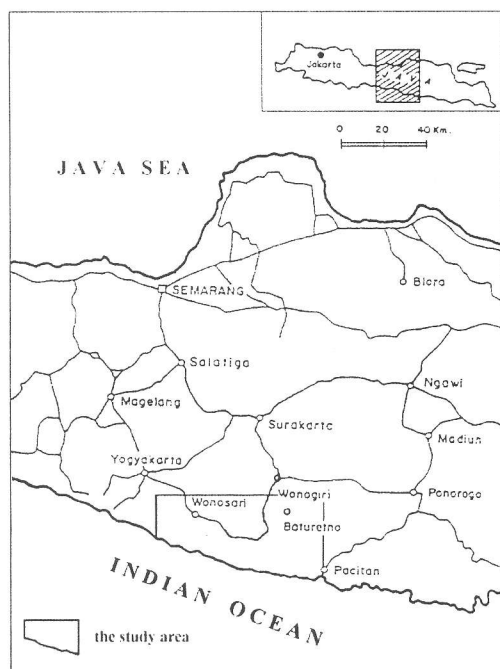 Jakarta
0 20 40 Km.
JAVA SEA
Blora
SEMARANG
Salatiga
Ngawi
Magelang
Surakarta
Madiun
Yogyakarta
Wonogiri
Ponorogo
Wonosari
Baturetno
Pacitan
INDIAN OCEAN
the study area